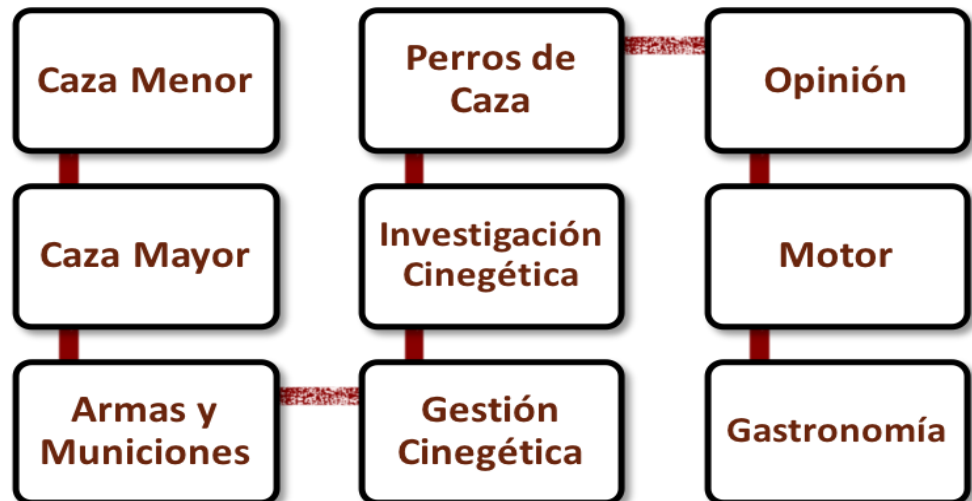 Caza Menor
Caza Mayor
Armas y
Municiones
Gestión
Cinegética
Investigación
Cinegética
Perros de
Caza
Opinión
Motor
Gastronomía